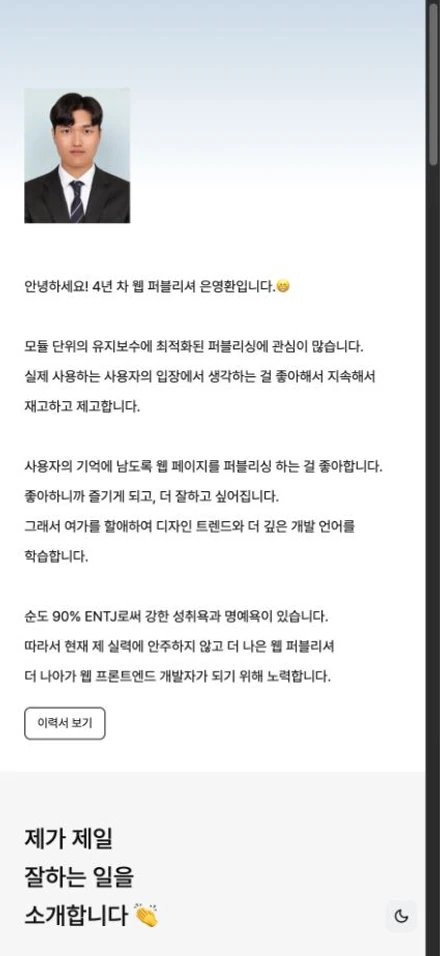 안녕하세요! 4년 차 웹 퍼블리셔 은영환입니다.😁
모듈 단위의 유지보수에 최적화된 퍼블리싱에 관심이 많습니다.
실제 사용하는 사용자의 입장에서 생각하는 걸 좋아해서 지속해서
재고하고 제고합니다.
사용자의 기억에 남도록 웹 페이지를 퍼블리싱 하는 걸 좋아합니다.
좋아하니까 즐기게 되고, 더 잘하고 싶어집니다.
그래서 여가를 할애하여 디자인 트렌드와 더 깊은 개발 언어를
학습합니다.
순도 90% ENTJ로써 강한 성취욕과 명예욕이 있습니다.
따라서 현재 제 실력에 안주하지 않고 더 나은 웹 퍼블리셔
더 나아가 웹 프론트엔드 개발자가 되기 위해 노력합니다.
이력서 보기
제가 제일
잘하는 일을
소개합니다 👏